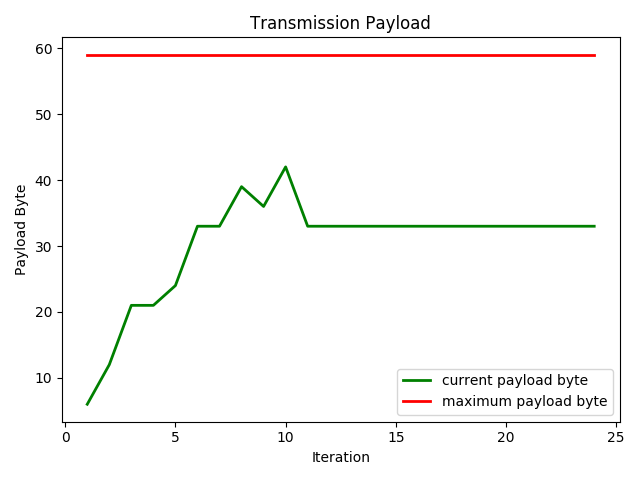 Transmission Payload
60
50
40
30
20
10
Payload Byte
current payload byte
maximum payload byte
0
5
10
15
20
25
Iteration